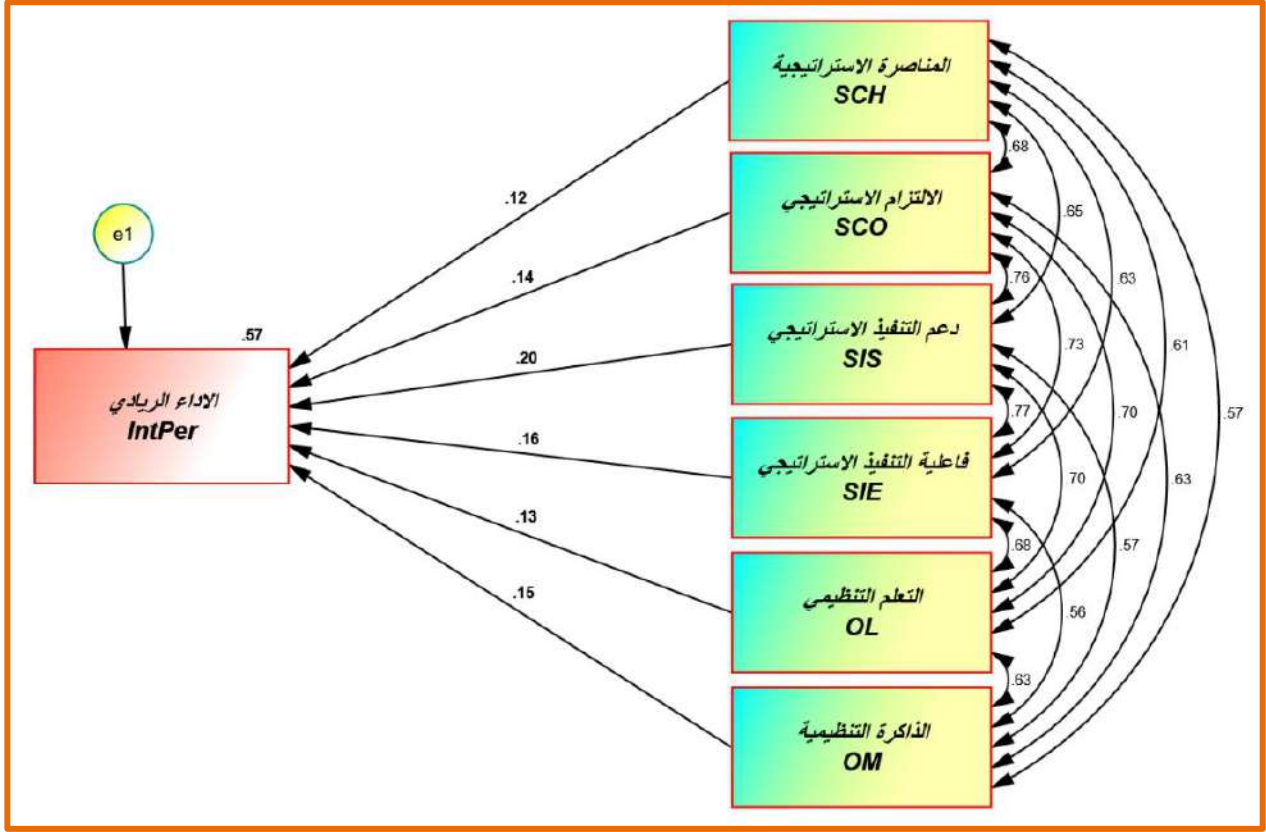 المناصرة الاستراتيجية
SCH
.68
.12
الالتزام الاستراتيجي
SCO
.65
e1
.14
.76
.63
.57
دعم التنفيذ الاستراتيجي
SIS
.20
.73
.61
الاداء الريادي
IntPer
.77
.70
.57
.16
فاعلية التنفيذ الاستراتيجي
SIE
.70
.63
.13
.68
.57
التعلم التنظيمي
OL
.15
.56
.63
الذاكرة التنظيمية
OM